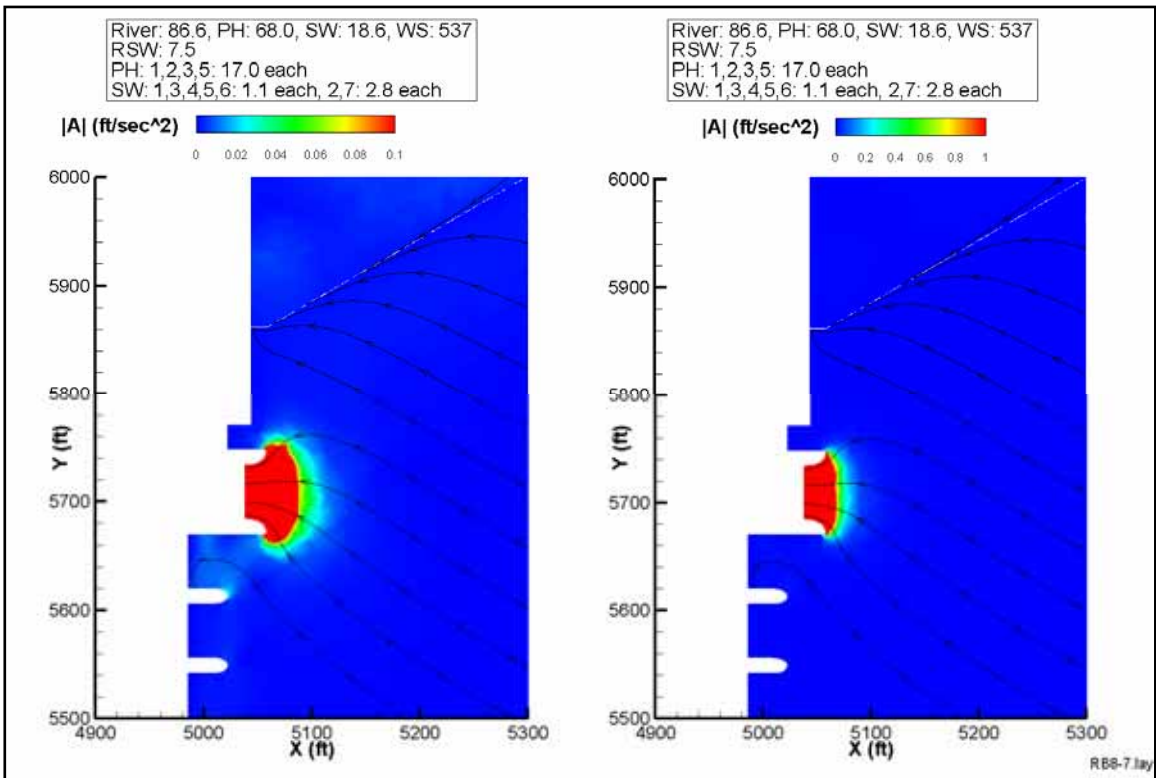 River: 86.6, PH: 68.0, SW: 18.6, WS: 537
RSW: 7.5
PH: 1,2,3,5: 17.0 each
SW: 1,3,4,5,6: 1.1 each, 2,7: 2.8 each
|A| (ft/sec^2)
0 0.02 0.04 0.06 0.08 0.1
6000
5900
5800
5700
5600
5500
Y (ft)
4900 5000 5100 5200 5300
X (ft)
River: 86.6, PH: 68.0, SW: 18.6, WS: 537
RSW: 7.5
PH: 1,2,3,5: 17.0 each
SW: 1,3,4,5,6: 1.1 each, 2,7: 2.8 each
|A| (ft/sec^2)
0 0.2 0.4 0.6 0.8 1
6000
5900
5800
5700
5600
5500
Y (ft)
4900 5000 5100 5200 5300
X (ft)
RB8-7.lay